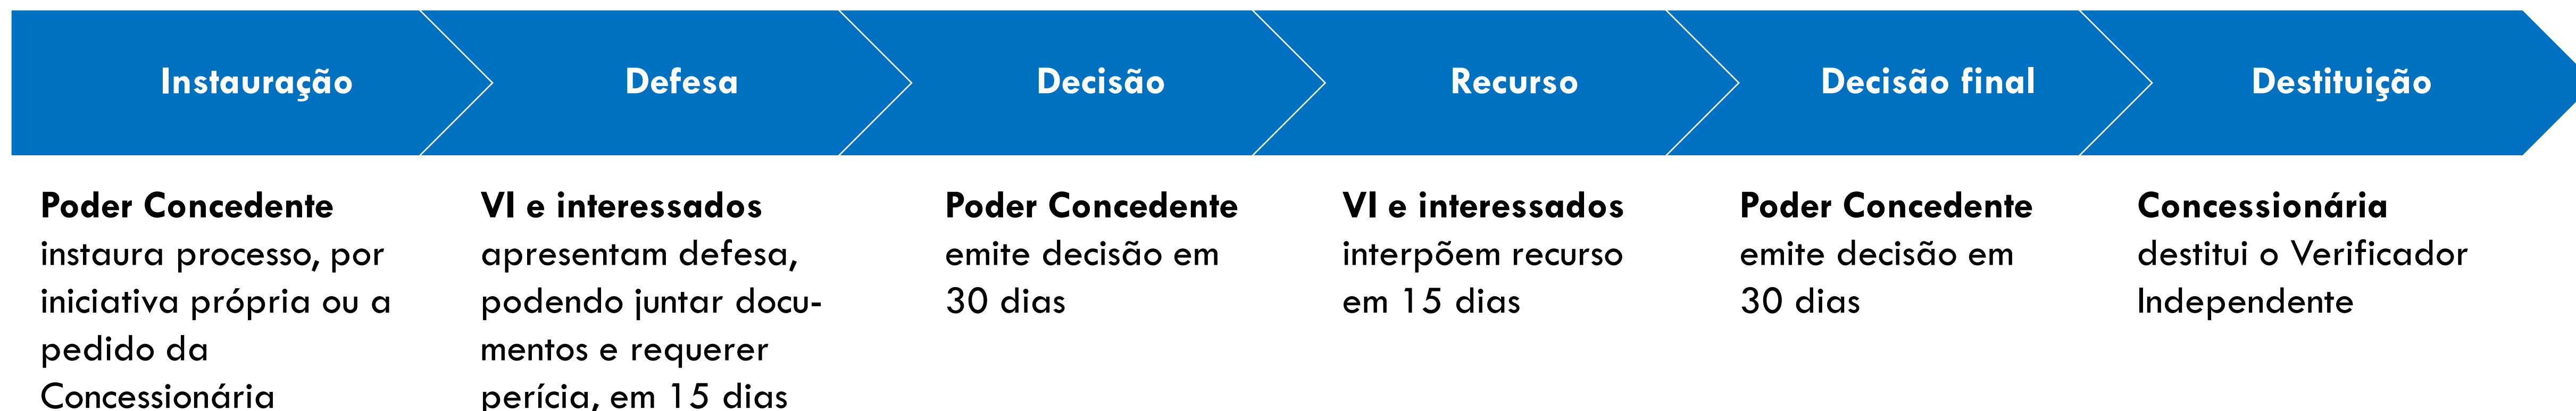 Instauração
Defesa
Decisão
Recurso
Decisão final
Destituição
Poder Concedente
instaura processo, por
iniciativa própria ou a
pedido da
Concessionária
VI e interessados
apresentam defesa,
podendo juntar docu-
mentos e requerer
perícia, em 15 dias
Poder Concedente
emite decisão em
30 dias
VI e interessados
interpõem recurso
em 15 dias
Poder Concedente
emite decisão em
30 dias
Concessionária
destitui o Verificador
Independente